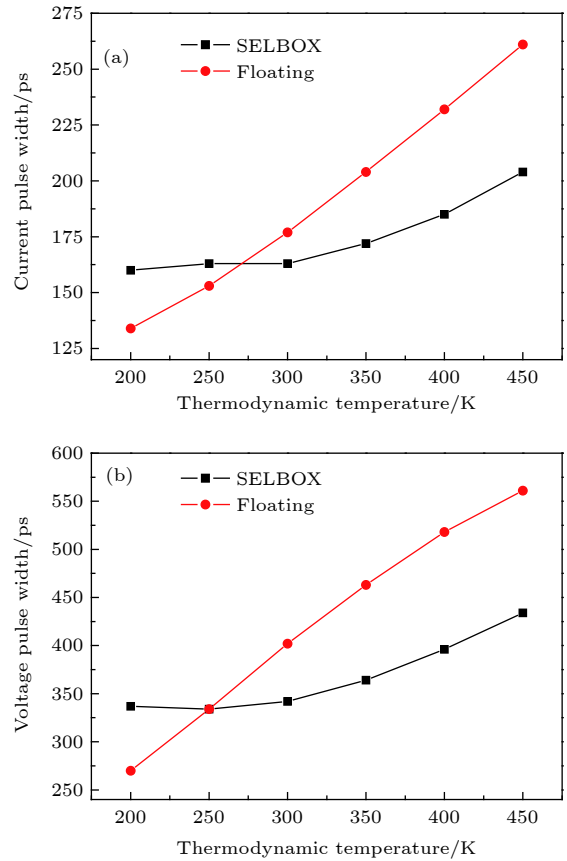 275
250
225
200
175
150
125
Current pulse width/ps
(a)
SELBOX
Floating
200 250 300 350 400 450
Thermodynamic temperature/K
600
550
500
450
400
350
300
250
Voltage pulse width/ps
(b)
SELBOX
Floating
200 250 300 350 400 450
Thermodynamic temperature/K